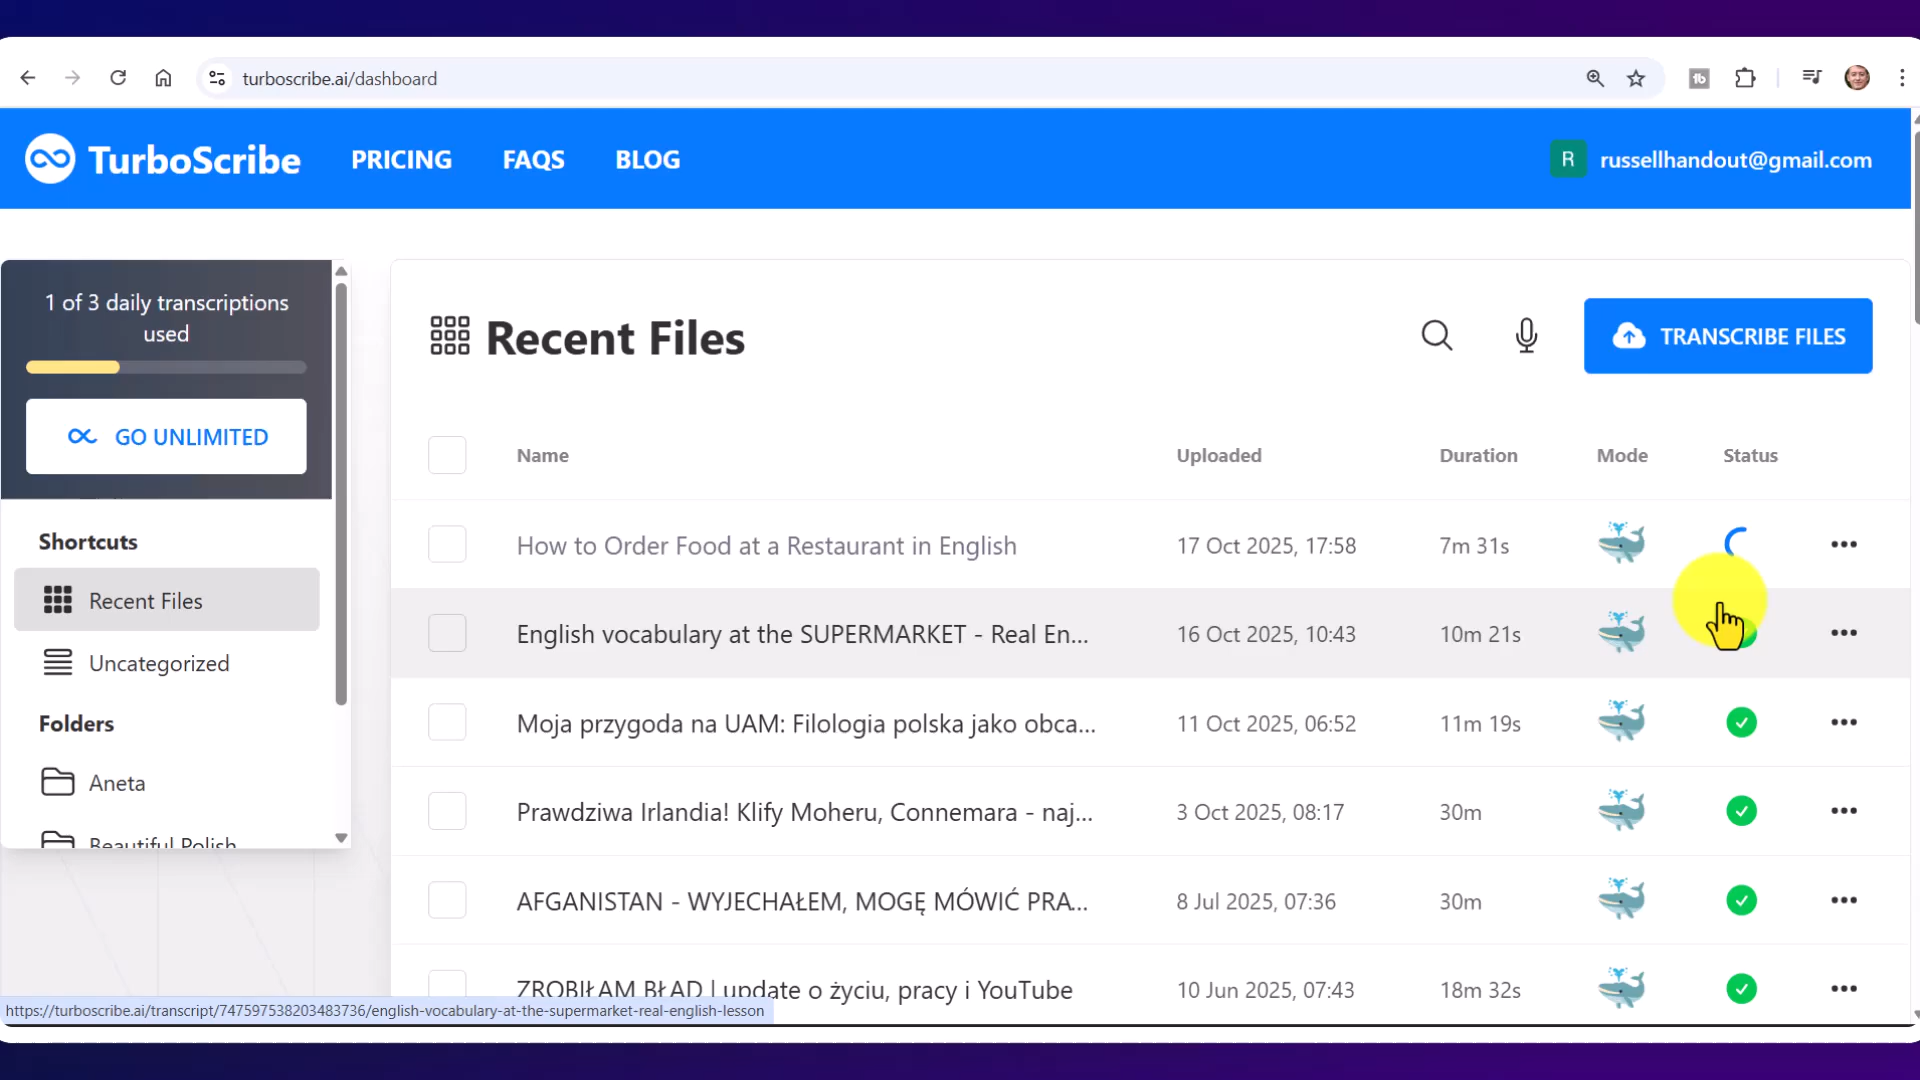 turboscribe.ai/dashboard
TurboScribe
PRICING
FAQS
BLOG
R
russellhandout@gmail.com
1 of 3 daily transcriptions
used
GO UNLIMITED
Shortcuts
Recent Files
Uncategorized
Folders
Aneta
Beautiful Polish
Recent Files
TRANSCRIBE FILES
Name Uploaded Duration Mode Status
How to Order Food at a Restaurant in English 17 Oct 2025, 17:58 7m 31s
English vocabulary at the SUPERMARKET - Real En... 16 Oct 2025, 10:43 10m 21s
Moja przygoda na UAM: Filologia polska jako obca... 11 Oct 2025, 06:52 11m 19s
Prawdziwa Irlandia! Klify Moheru, Connemara - naj... 3 Oct 2025, 08:17 30m
AFGANISTAN - WYJECHAŁEM, MOGĘ MÓWIĆ PRA... 8 Jul 2025, 07:36 30m
ZROBIŁAM BŁĄD | update o życiu, pracy i YouTube 10 Jun 2025, 07:43 18m 32s
https://turboscribe.ai/transcript/747597538203483736/english-vocabulary-at-the-supermarket-real-english-lesson